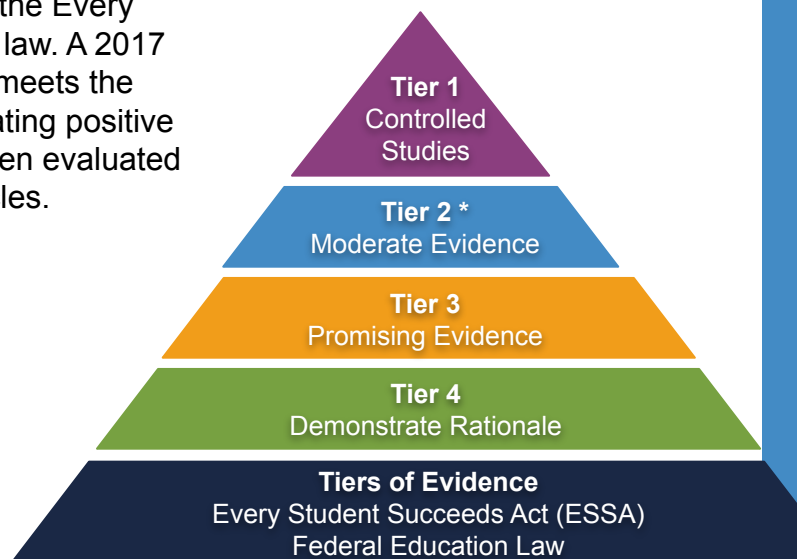 the Every
law. A 2017
meets the
ating positive
en evaluated
les.
Tier 1
Controlled
Studies
Tier 2 *
Moderate Evidence
Tier 3
Promising Evidence
Tier 4
Demonstrate Rationale
Tiers of Evidence
Every Student Succeeds Act (ESSA)
Federal Education Law